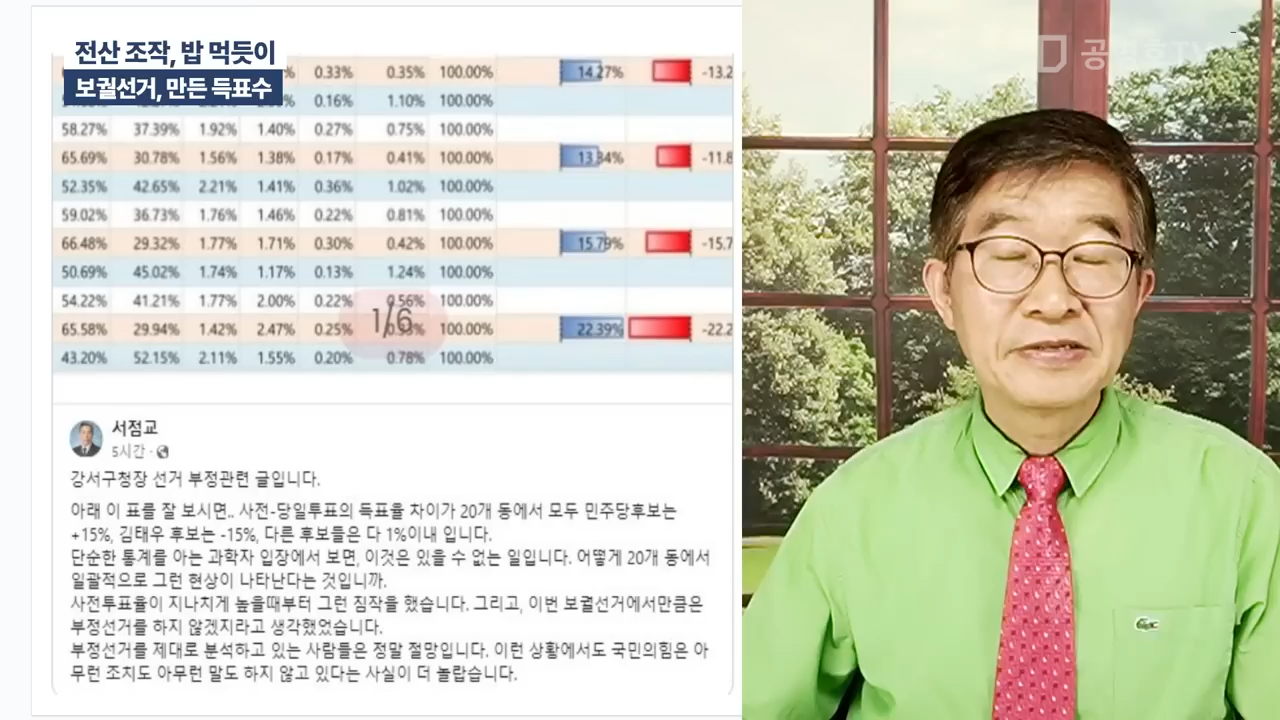 전산 조작, 밥 먹듯이
보궐선거, 만든 득표수
공병호TV
% 0.33% 0.35% 100.00% 14.27% -13.2
0.16% 1.10% 100.00%
58.27% 37.39% 1.92% 1.40% 0.27% 0.75% 100.00%
65.69% 30.78% 1.56% 1.38% 0.17% 0.41% 100.00% 13.34% -11.8
52.35% 42.65% 2.21% 1.41% 0.36% 1.02% 100.00%
59.02% 36.73% 1.76% 1.46% 0.22% 0.81% 100.00%
66.48% 29.32% 1.77% 1.71% 0.30% 0.42% 100.00% 15.79% -15.7
50.69% 45.02% 1.74% 1.17% 0.13% 1.24% 100.00%
54.22% 41.21% 1.77% 2.00% 0.22% 0.56% 100.00%
1/6
65.58% 29.94% 1.42% 2.47% 0.25% 100.00% 22.39% -22.2
43.20% 52.15% 2.11% 1.55% 0.20% 0.78% 100.00%
서점교
5시간 ·
강서구청장 선거 부정관련 글입니다.
아래 이 표를 잘 보시면.. 사전-당일투표의 득표율 차이가 20개 동에서 모두 민주당후보는
+15%, 김태우 후보는 -15%, 다른 후보들은 다 1%이내 입니다.
단순한 통계를 아는 과학자 입장에서 보면, 이것은 있을 수 없는 일입니다. 어떻게 20개 동에서
일괄적으로 그런 현상이 나타난다는 것입니까.
사전투표율이 지나치게 높을때부터 그런 짐작을 했습니다. 그리고, 이번 보궐선거에서만큼은
부정선거를 하지 않겠지라고 생각했었습니다.
부정선거를 제대로 분석하고 있는 사람들은 정말 절망입니다. 이런 상황에서도 국민의힘은 아
무런 조치도 아무런 말도 하지 않고 있다는 사실이 더 놀랍습니다.